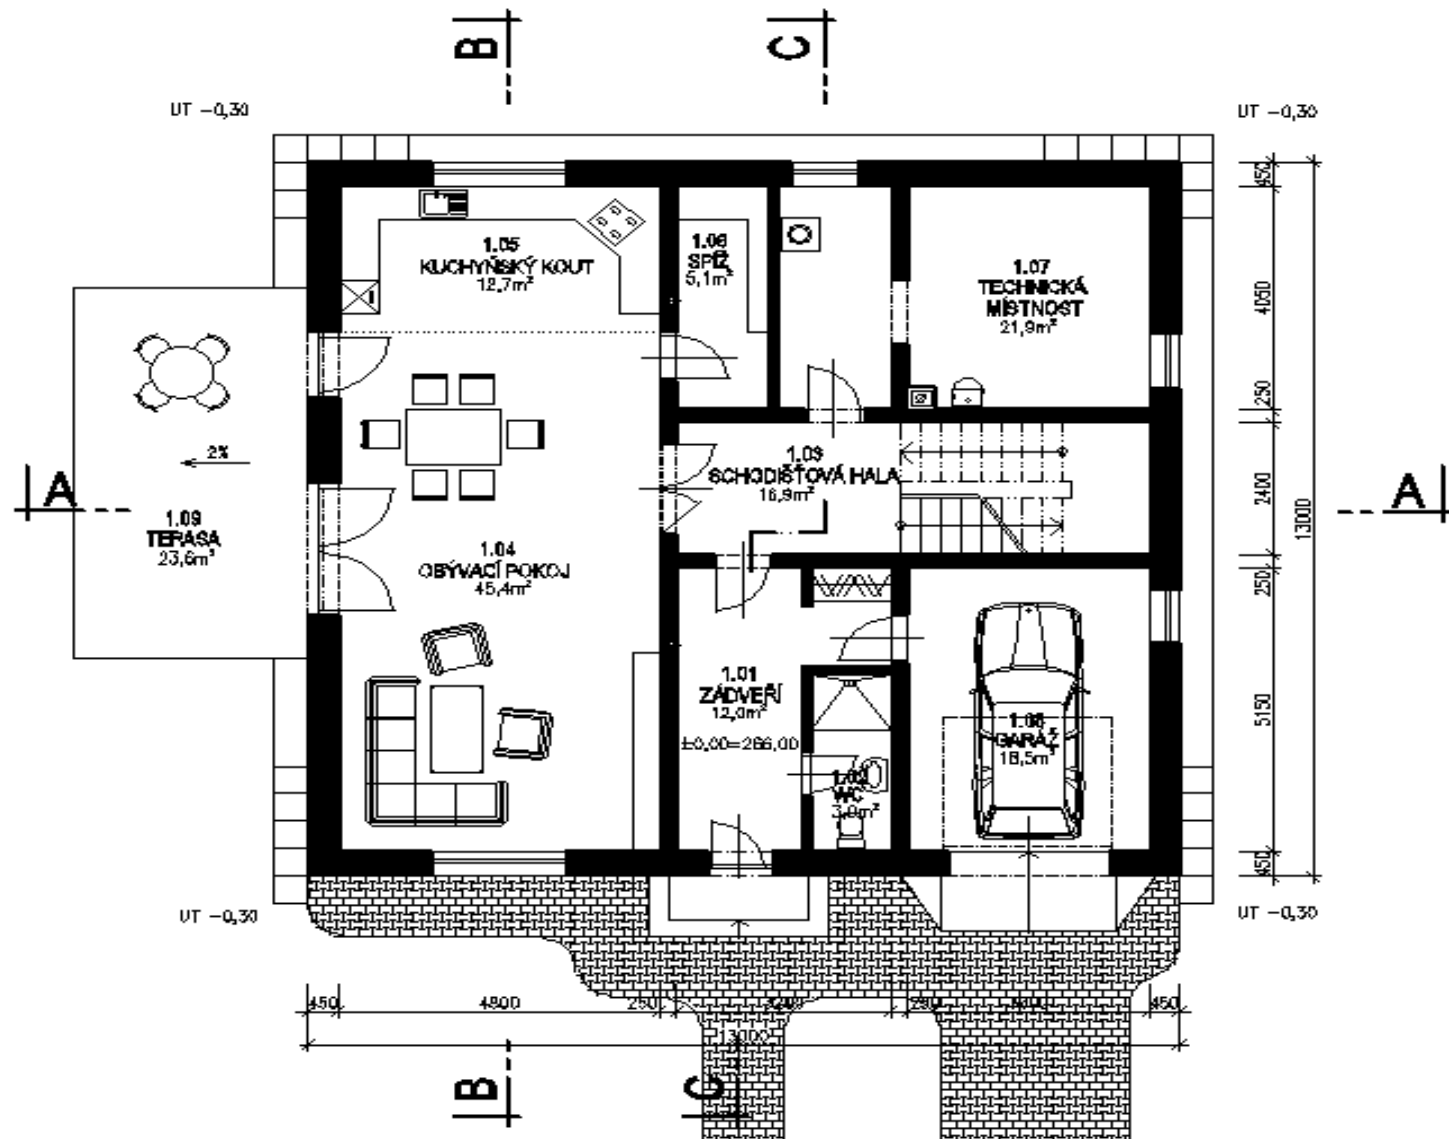 B
C
UT -0,30
UT -0,30
1.05
KUCHYŇSKÝ KOUT
12,7m²
1.06
SPÍŽ
5,1m²
1.07
TECHNICKÁ
MÍSTNOST
21,9m²
450
4050
250
2400
250
5150
450
13000
2%
A
A
1.09
TERASA
23,6m²
1.03
SCHODIŠŤOVÁ HALA
16,9m²
1.04
OBÝVACÍ POKOJ
45,4m²
1.01
ZÁDVEŘÍ
12,0m²
±0,00=266,00
1.02
WC
3,0m²
1.08
GARÁŽ
18,5m²
UT -0,30
UT -0,30
450
4800
250
3200
250
450
13000
B
C